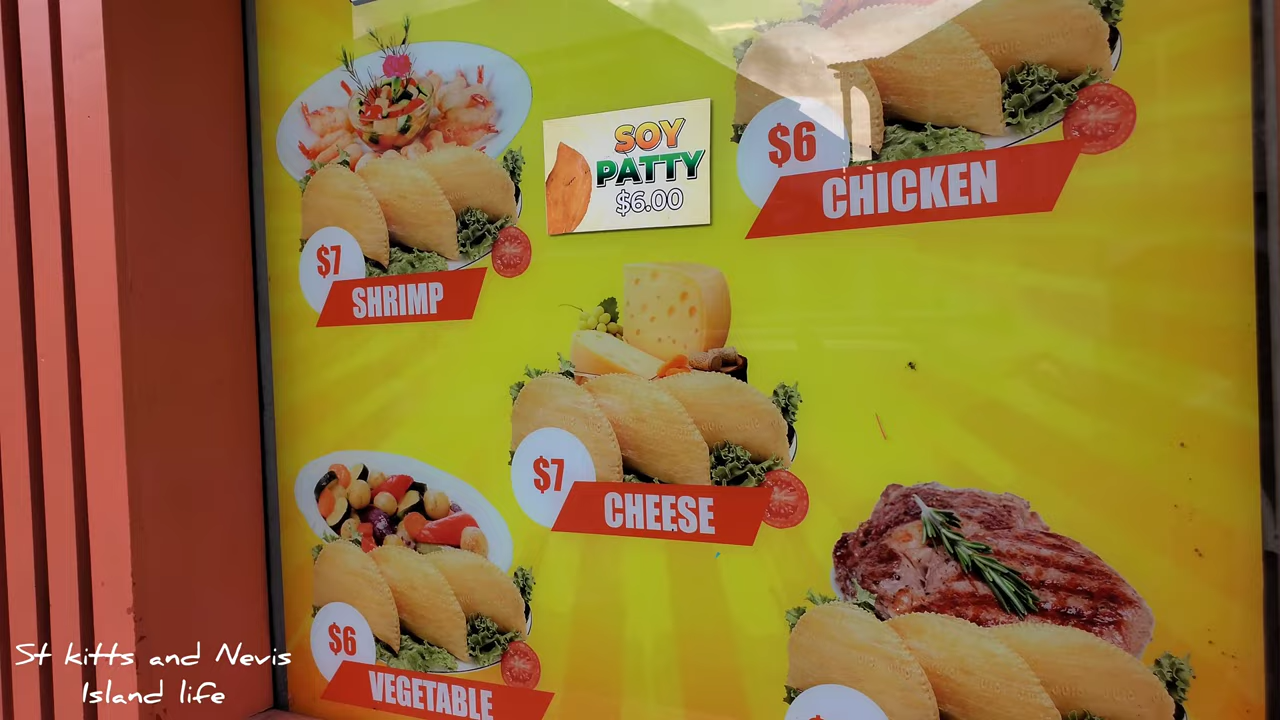 SOY
PATTY
$6.00
$6
CHICKEN
$7
SHRIMP
$7
CHEESE
$6
VEGETABLE
St kitts and Nevis
Island life